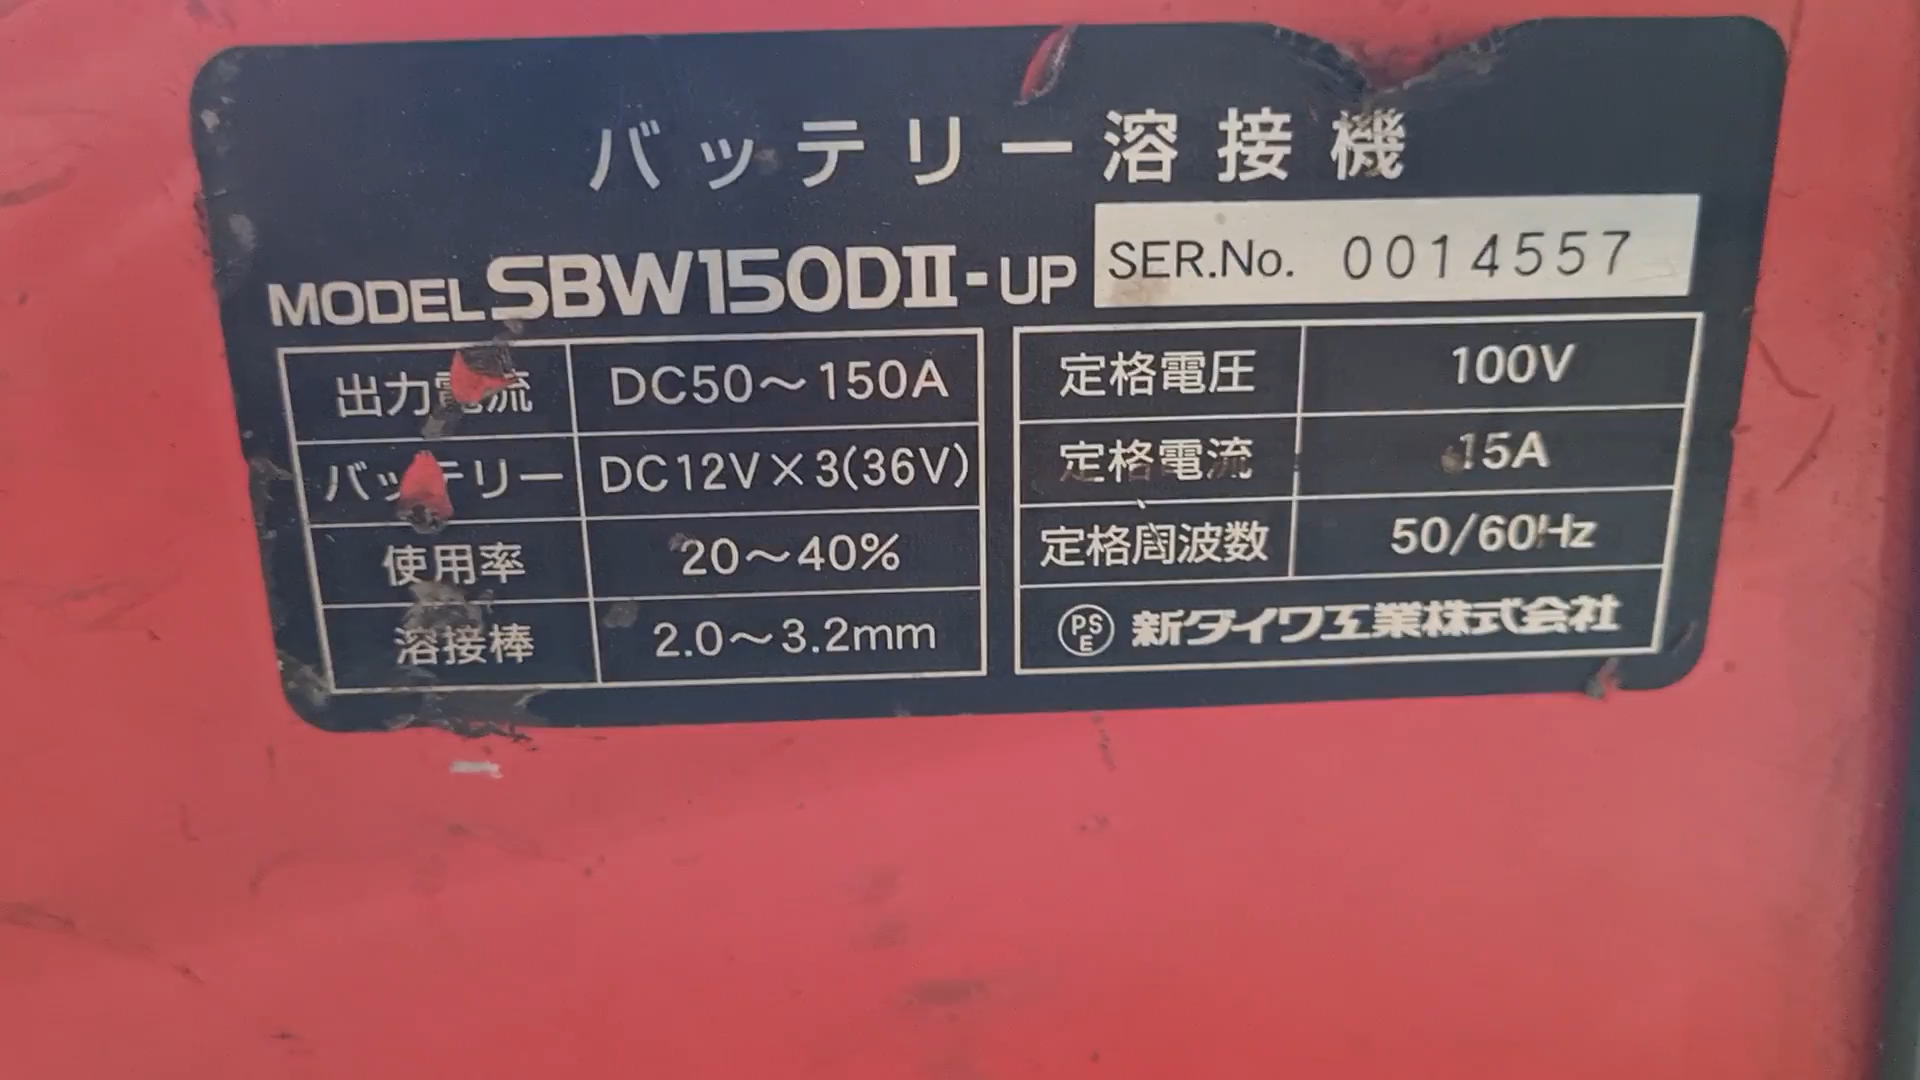 バッテリー溶接機
MODEL SBW150DII-UP
SER.No. 0014557
出力電流 DC50～150A
バッテリー DC12V×3(36V)
使用率 20～40%
溶接棒 2.0～3.2mm
定格電圧 100V
定格電流 15A
定格周波数 50/60Hz
PSE 新ダイワ工業株式会社